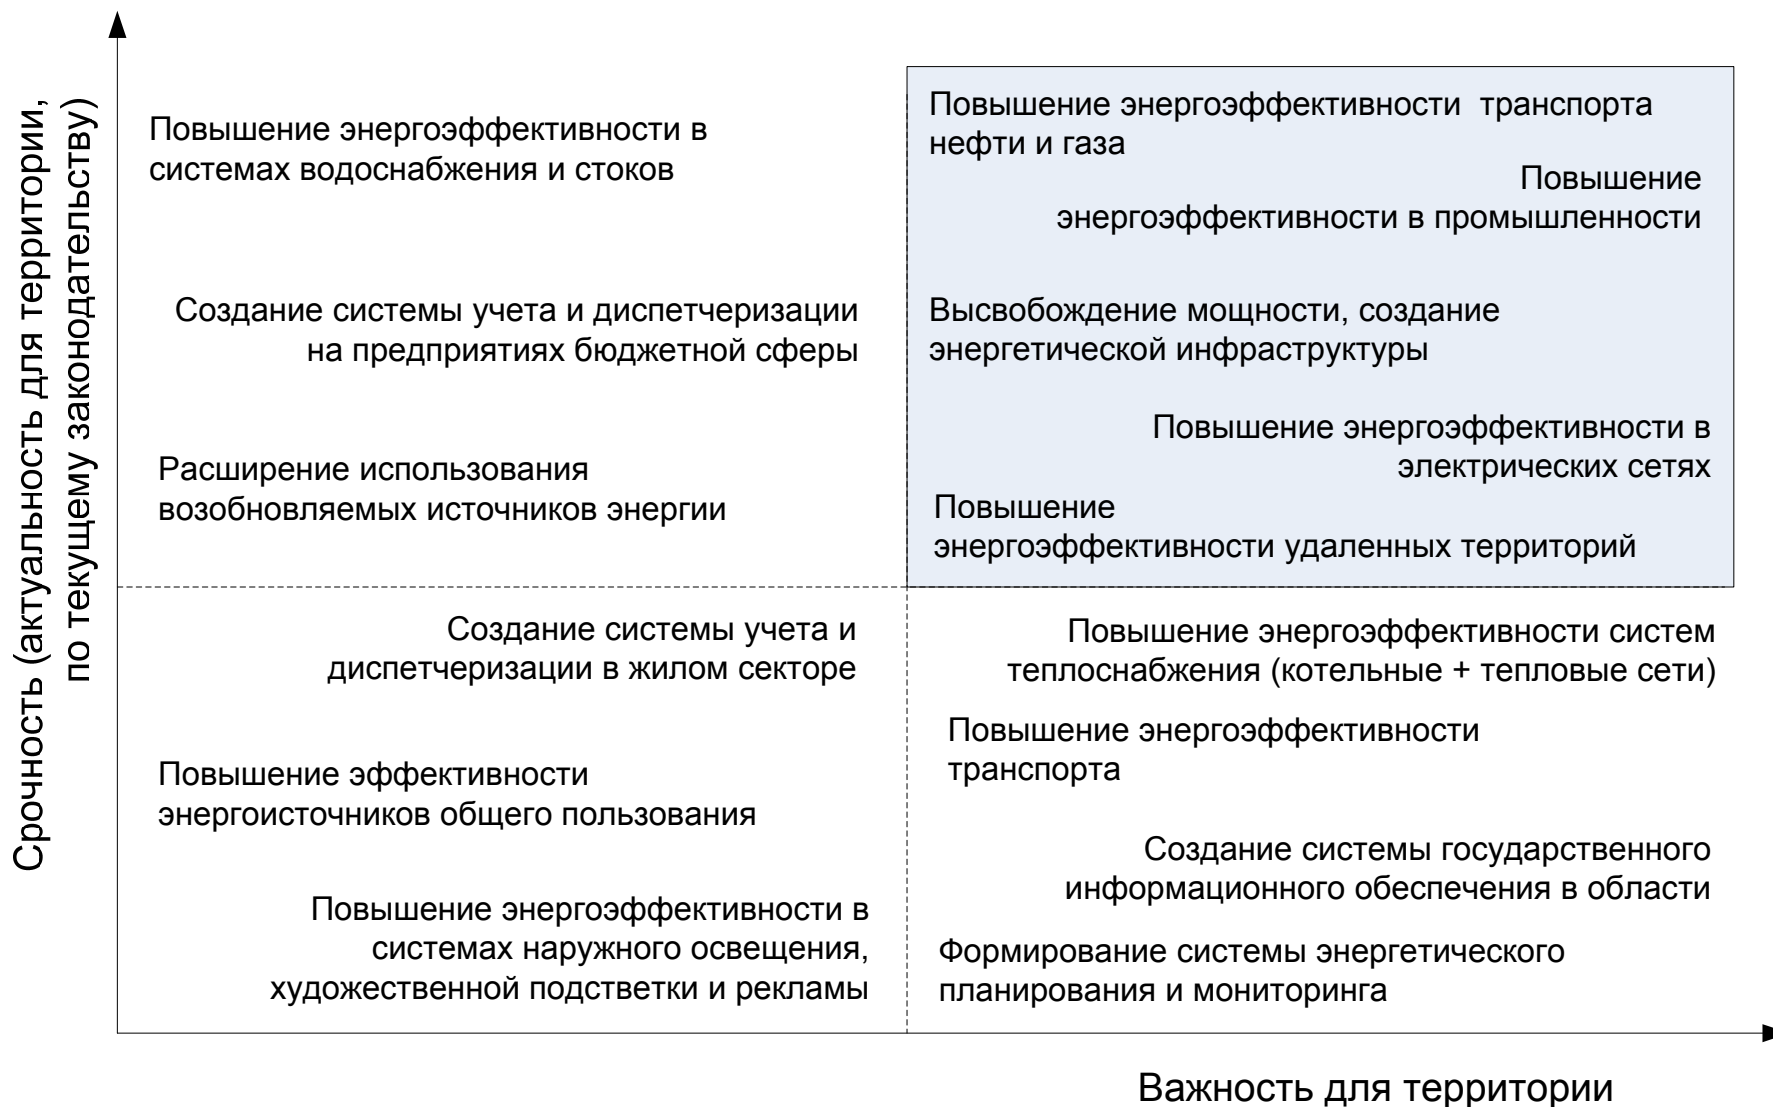 Срочность (актуальность для территории,
по текущему законодательству)
Повышение энергоэффективности в
системах водоснабжения и стоков
Создание системы учета и диспетчеризации
на предприятиях бюджетной сферы
Расширение использования
возобновляемых источников энергии
Повышение энергоэффективности транспорта
нефти и газа
Повышение
энергоэффективности в промышленности
Высвобождение мощности, создание
энергетической инфраструктуры
Повышение энергоэффективности в
электрических сетях
Повышение
энергоэффективности удаленных территорий
Создание системы учета и
диспетчеризации в жилом секторе
Повышение эффективности
энергоисточников общего пользования
Повышение энергоэффективности в
системах наружного освещения,
художественной подстветки и рекламы
Повышение энергоэффективности систем
теплоснабжения (котельные + тепловые сети)
Повышение энергоэффективности
транспорта
Создание системы государственного
информационного обеспечения в области
Формирование системы энергетического
планирования и мониторинга
Важность для территории